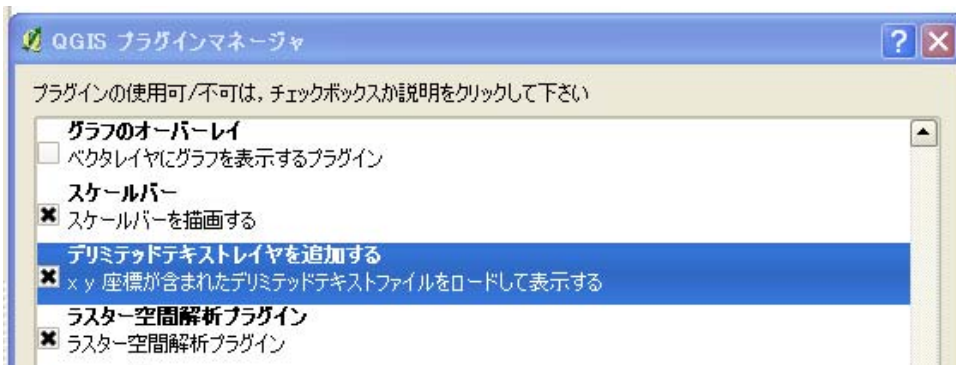 QGIS プラグインマネージャ
プラグインの使用可/不可は，チェックボックスか説明をクリックして下さい
グラフのオーバーレイ
ベクタレイヤにグラフを表示するプラグイン
スケールバー
スケールバーを描画する
デリミテッドテキストレイヤを追加する
x y 座標が含まれたデリミテッドテキストファイルをロードして表示する
ラスター空間解析プラグイン
ラスター空間解析プラグイン